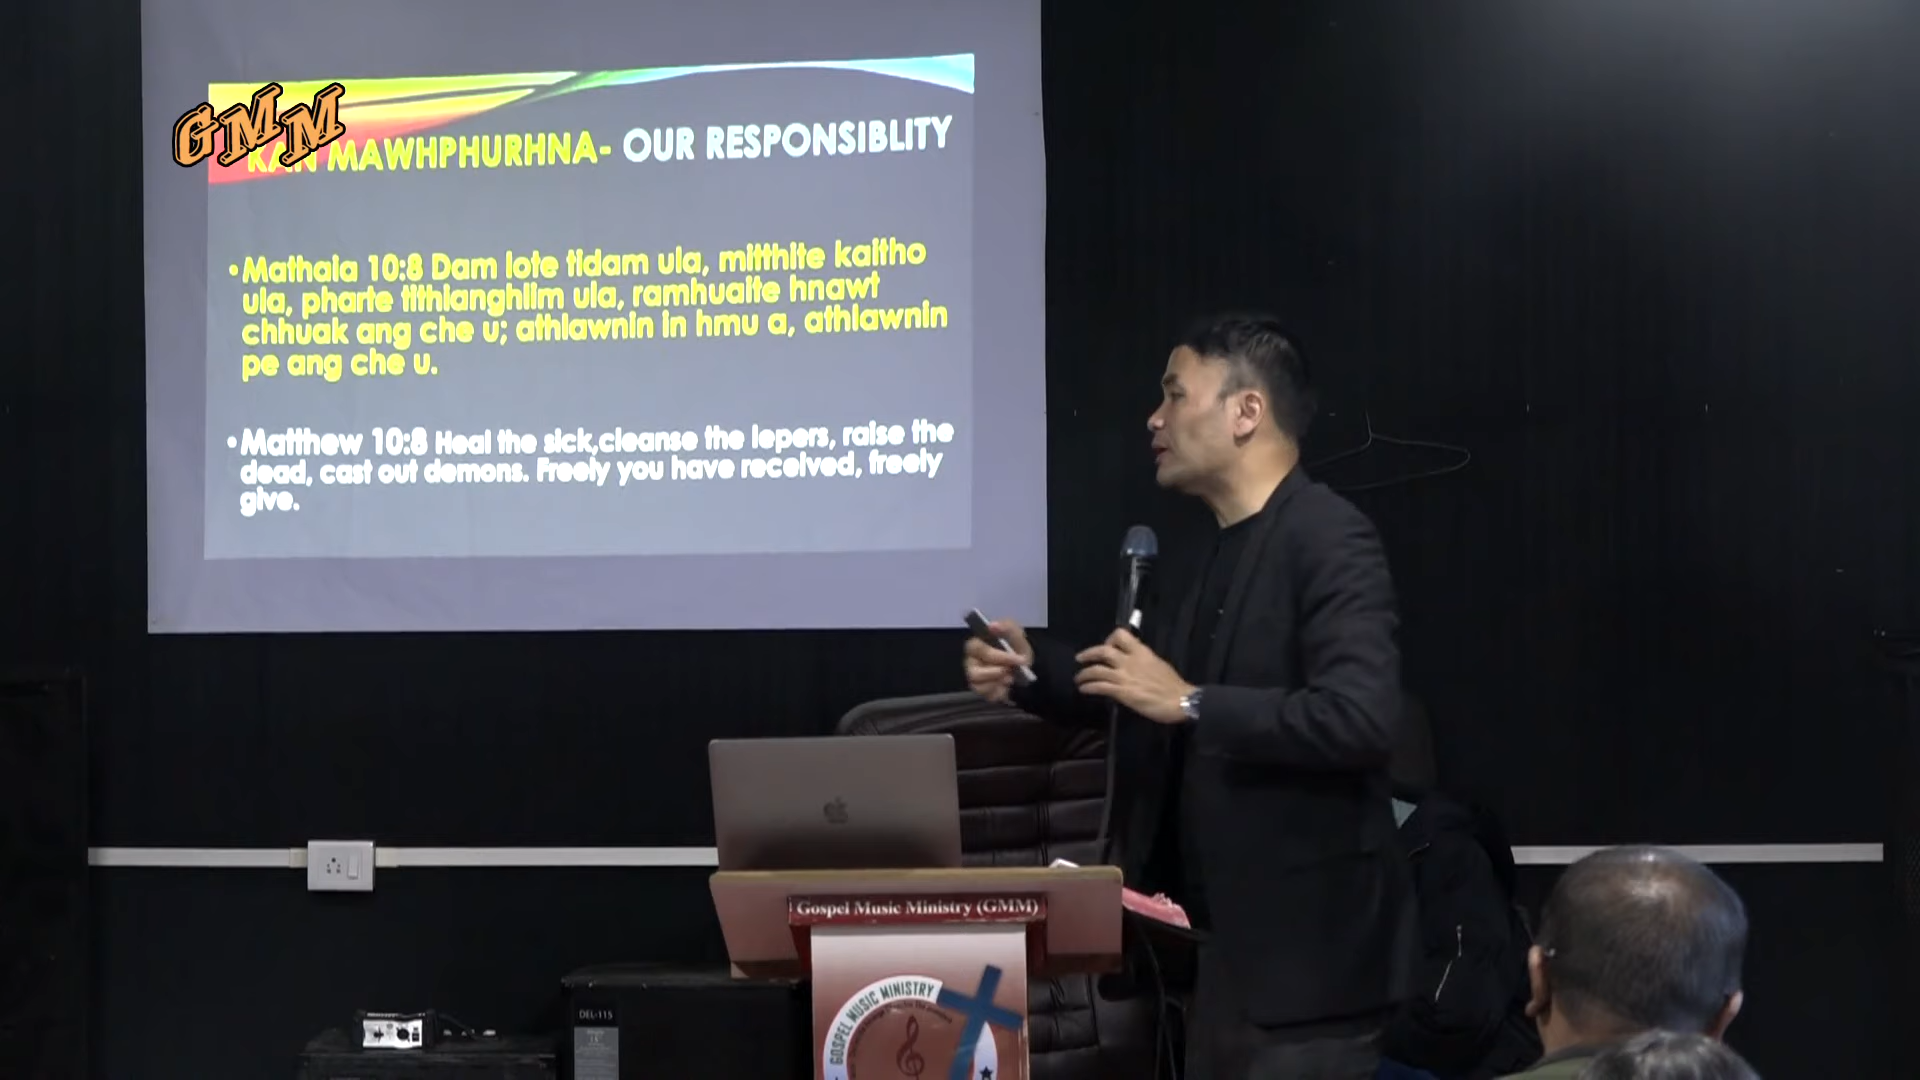 GMM
KAN MAWHPHURHNA- OUR RESPONSIBLITY
•Mathaia 10:8 Dam lote tidam ula, mitthite kaitho
ula, pharte tithianghlim ula, ramhuaite hnawt
chhuak ang che u; athlawnin in hmu a, athlawnin
pe ang che u.
•Matthew 10:8 Heal the sick,cleanse the lepers, raise the
dead, cast out demons. Freely you have received, freely
give.
Gospel Music Ministry (GMM)
GOSPEL MUSIC MINISTRY
DEL-115